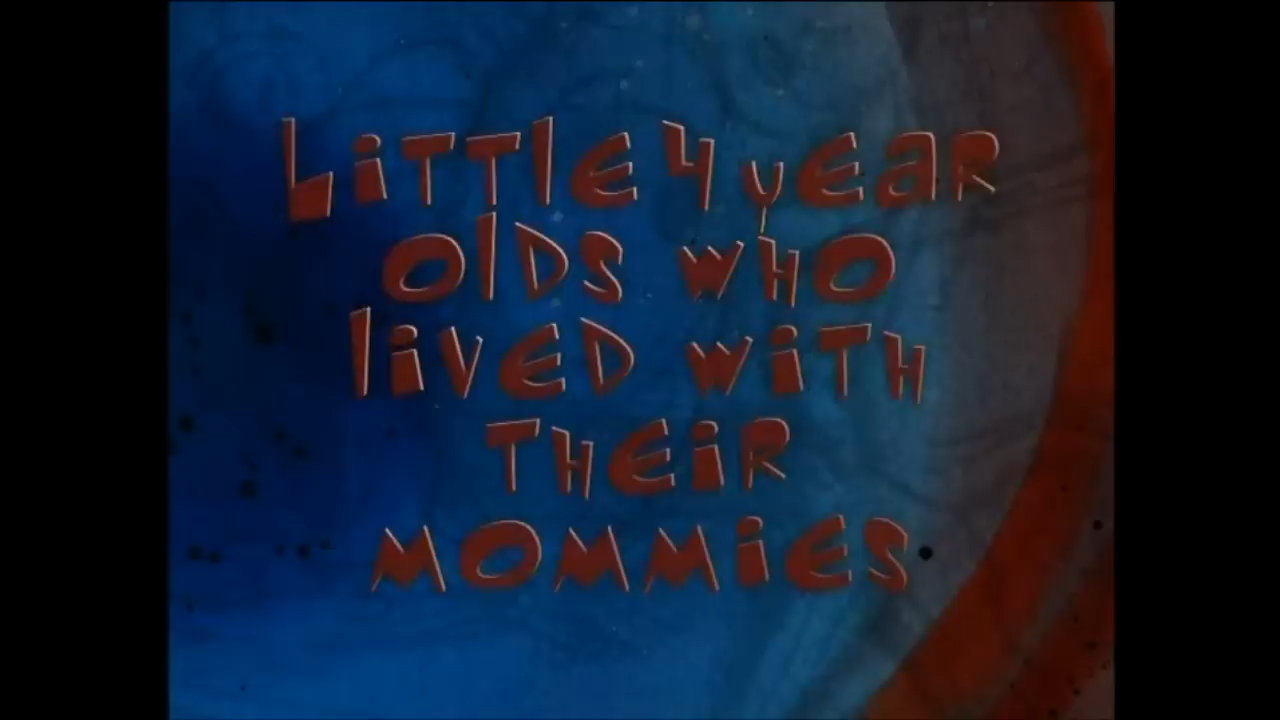 Little 4 year
olds who
lived with
their
mommies